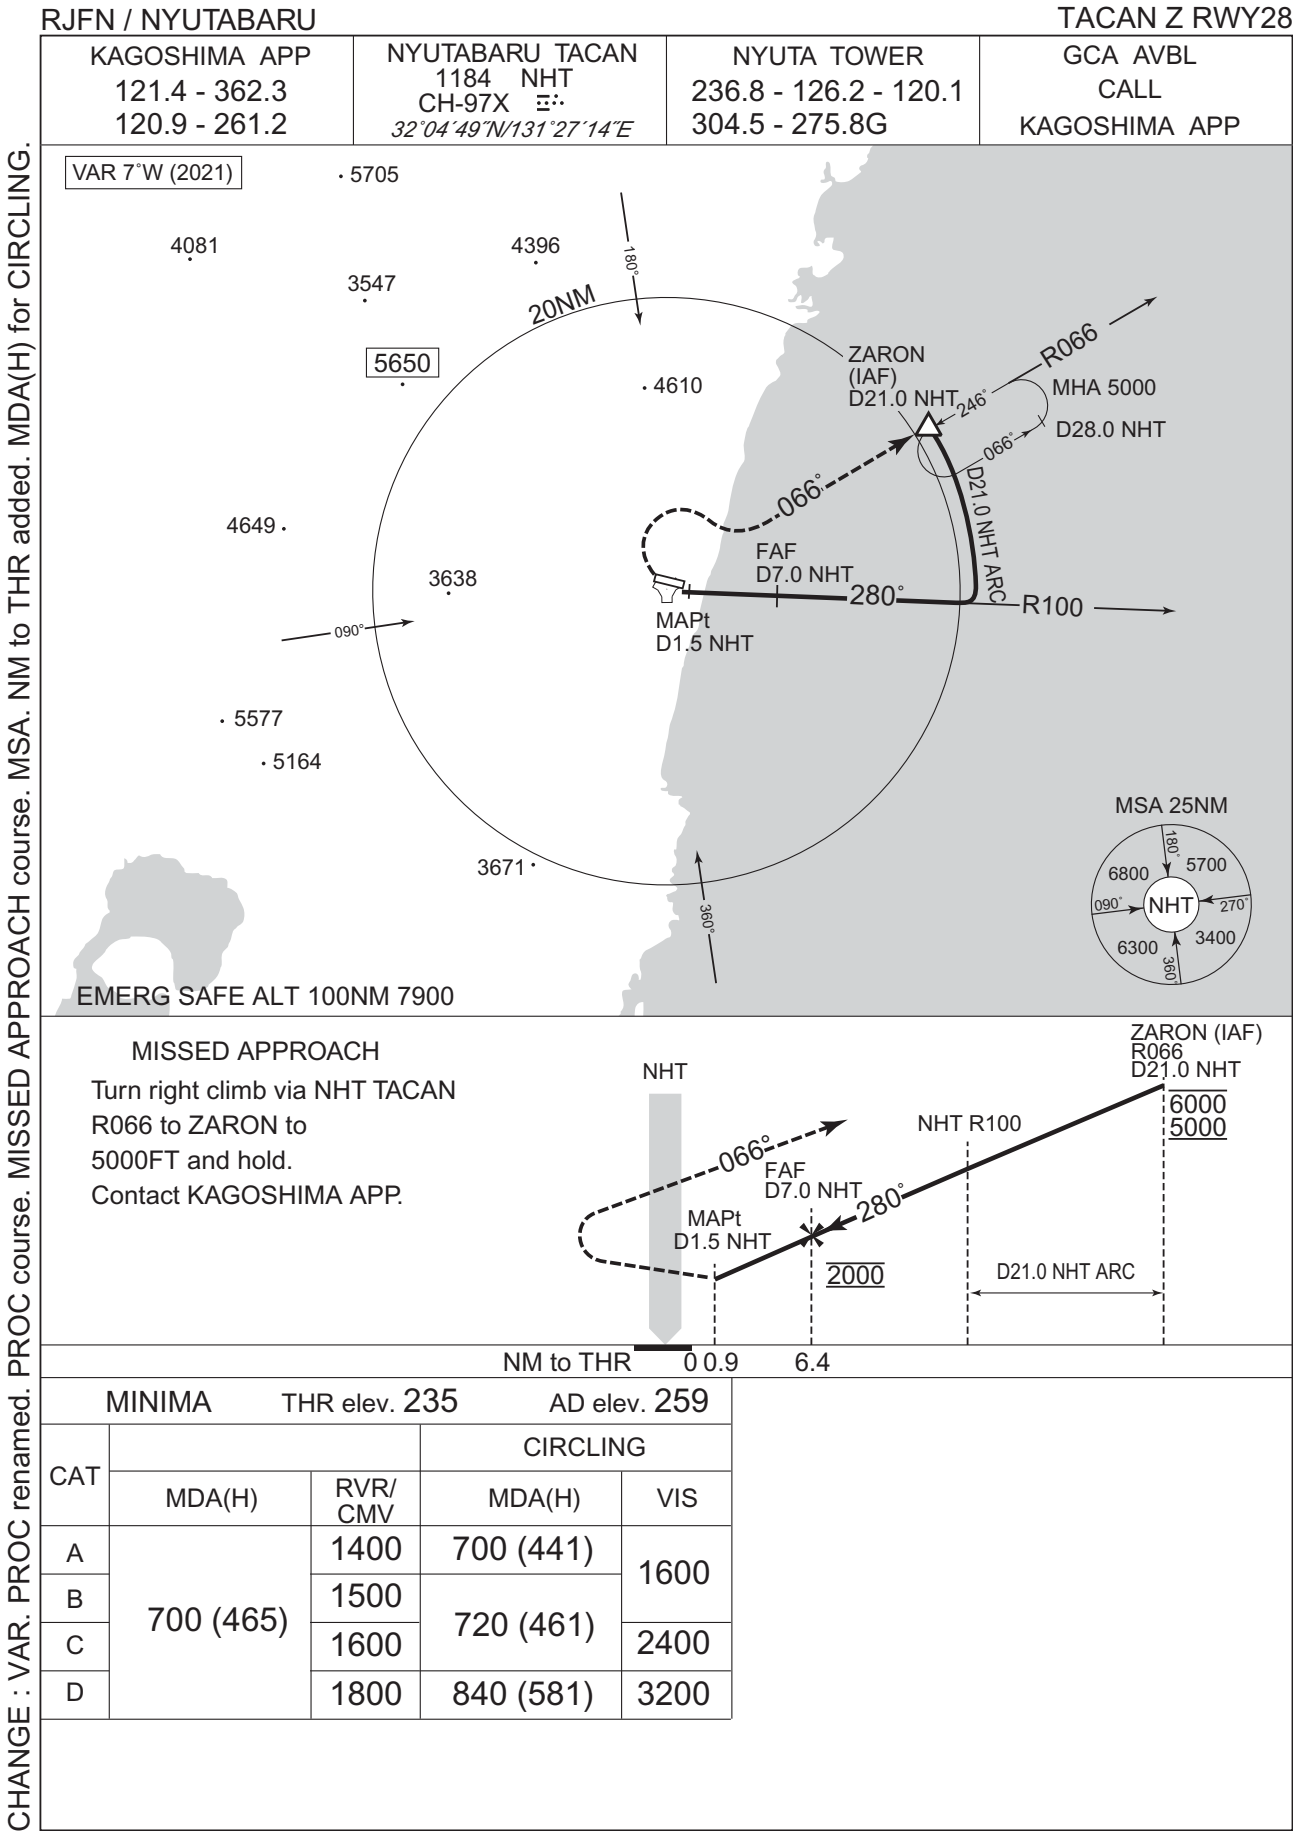 RJFN / NYUTABARU
TACAN Z RWY28
KAGOSHIMA APP
121.4 - 362.3
120.9 - 261.2
NYUTABARU TACAN
1184 NHT
CH-97X
32°04′49″N/131°27′14″E
NYUTA TOWER
236.8 - 126.2 - 120.1
304.5 - 275.8G
GCA AVBL
CALL
KAGOSHIMA APP
CHANGE : VAR. PROC renamed. PROC course. MISSED APPROACH course. MSA. NM to THR added. MDA(H) for CIRCLING.
VAR 7°W (2021)
5705
4081
4396
3547
180°
20NM
5650
4610
ZARON
(IAF)
D21.0 NHT
R066
246°
MHA 5000
D28.0 NHT
066°
066°
D21.0 NHT ARC
4649
3638
FAF
D7.0 NHT
280°
R100
MAPt
D1.5 NHT
090°
5577
5164
3671
360°
MSA 25NM
180°
6800
5700
090°
NHT
270°
6300
3400
360°
EMERG SAFE ALT 100NM 7900
MISSED APPROACH
Turn right climb via NHT TACAN
R066 to ZARON to
5000FT and hold.
Contact KAGOSHIMA APP.
NHT
ZARON (IAF)
R066
D21.0 NHT
6000
5000
NHT R100
066°
FAF
D7.0 NHT
280°
MAPt
D1.5 NHT
2000
D21.0 NHT ARC
NM to THR 0 0.9 6.4
MINIMA THR elev. 235 AD elev. 259
CAT
CIRCLING
MDA(H)
RVR/
CMV
MDA(H)
VIS
A 1400 700 (441) 1600
B 700 (465) 1500 720 (461)
C 1600 2400
D 1800 840 (581) 3200